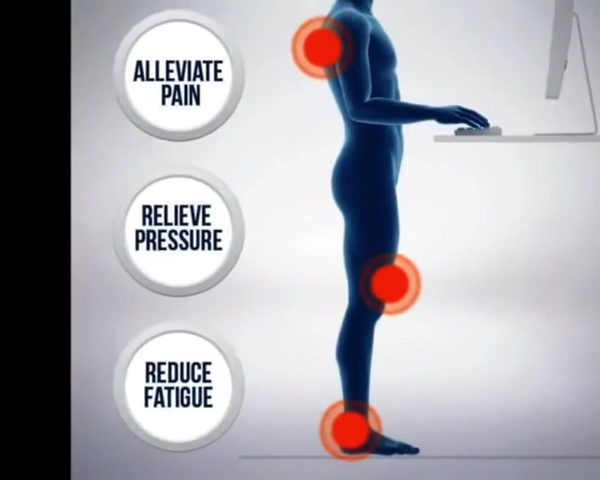 ALLEVIATE
PAIN
RELIEVE
PRESSURE
REDUCE
FATIGUE